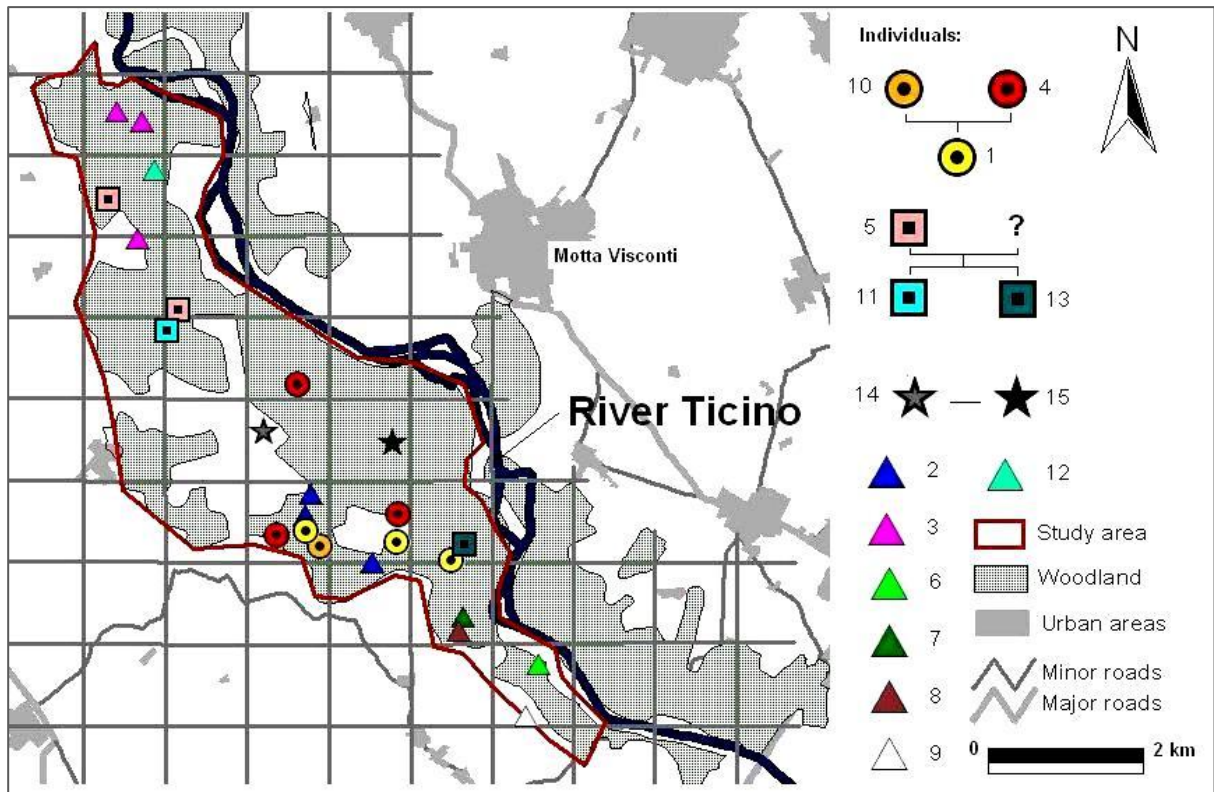 Individuals:
N
10
4
1
5
?
11
13
14
15
2
12
3
Study area
6
Woodland
7
Urban areas
8
Minor roads
Major roads
9
0
2 km
Motta Visconti
River Ticino